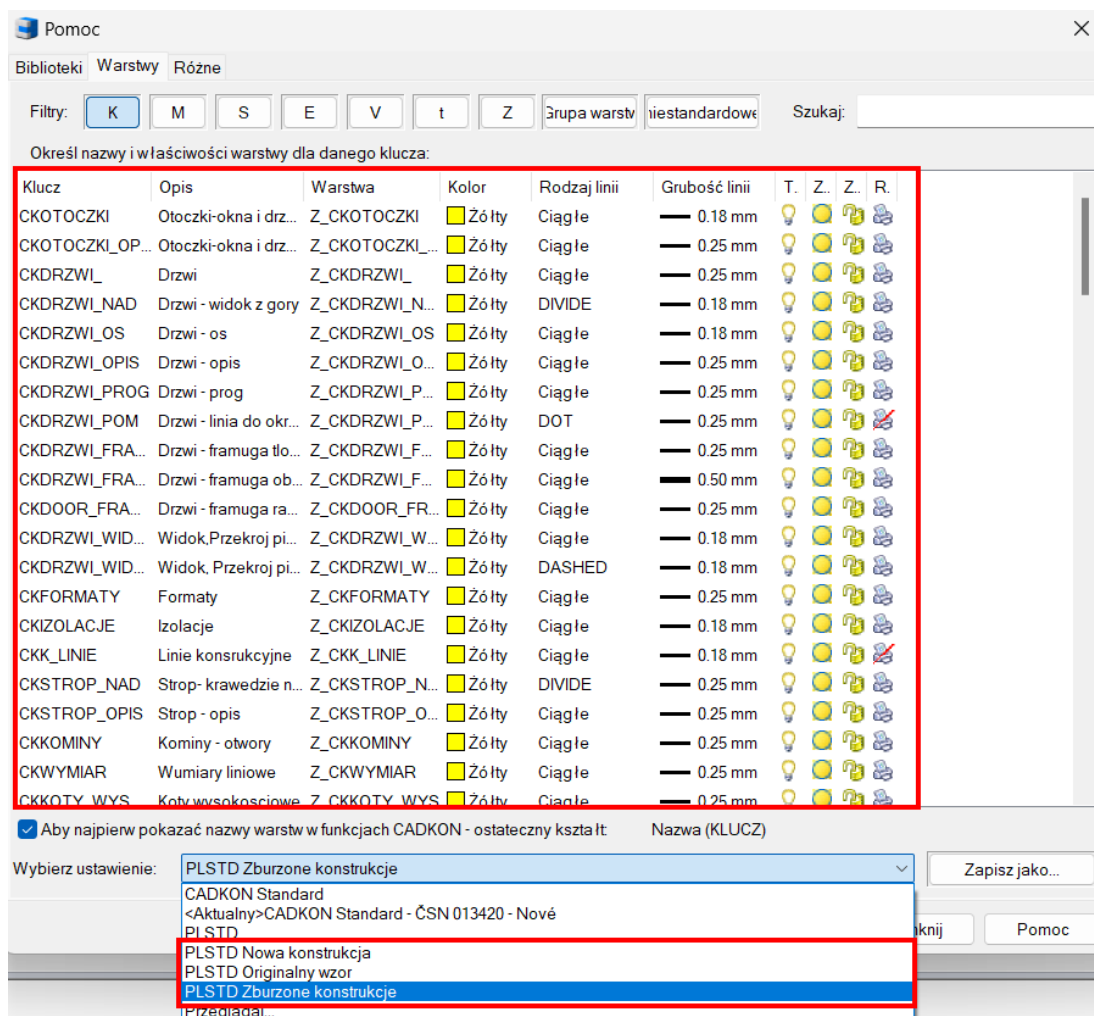 Pomoc
Biblioteki Warstwy Różne
Filtry: K M S E V t Z Grupa warstw niestandardowe Szukaj:
Określ nazwy i właściwości warstwy dla danego klucza:
Klucz Opis Warstwa Kolor Rodzaj linii Grubość linii T. Z.. Z.. R.
CKOTOCZKI Otoczki-okna i drz... Z_CKOTOCZKI Żółty Ciągłe 0.18 mm
CKOTOCZKI_OP... Otoczki-okna i drz... Z_CKOTOCZKI_... Żółty Ciągłe 0.25 mm
CKDRZWI_ Drzwi Z_CKDRZWI_ Żółty Ciągłe 0.25 mm
CKDRZWI_NAD Drzwi - widok z gory Z_CKDRZWI_N... Żółty DIVIDE 0.18 mm
CKDRZWI_OS Drzwi - os Z_CKDRZWI_OS Żółty Ciągłe 0.18 mm
CKDRZWI_OPIS Drzwi - opis Z_CKDRZWI_O... Żółty Ciągłe 0.25 mm
CKDRZWI_PROG Drzwi - prog Z_CKDRZWI_P... Żółty Ciągłe 0.25 mm
CKDRZWI_POM Drzwi - linia do okr... Z_CKDRZWI_P... Żółty DOT 0.25 mm
CKDRZWI_FRA... Drzwi - framuga tlo... Z_CKDRZWI_F... Żółty Ciągłe 0.25 mm
CKDRZWI_FRA... Drzwi - framuga ob... Z_CKDRZWI_F... Żółty Ciągłe 0.50 mm
CKDOOR_FRA... Drzwi - framuga ra... Z_CKDOOR_FR... Żółty Ciągłe 0.25 mm
CKDRZWI_WID... Widok,Przekroj pi... Z_CKDRZWI_W... Żółty Ciągłe 0.18 mm
CKDRZWI_WID... Widok, Przekroj pi... Z_CKDRZWI_W... Żółty DASHED 0.18 mm
CKFORMATY Formaty Z_CKFORMATY Żółty Ciągłe 0.25 mm
CKIZOLACJE Izolacje Z_CKIZOLACJE Żółty Ciągłe 0.18 mm
CKK_LINIE Linie konsrukcyjne Z_CKK_LINIE Żółty Ciągłe 0.18 mm
CKSTROP_NAD Strop- krawedzie n... Z_CKSTROP_N... Żółty DIVIDE 0.25 mm
CKSTROP_OPIS Strop - opis Z_CKSTROP_O... Żółty Ciągłe 0.25 mm
CKKOMINY Kominy - otwory Z_CKKOMINY Żółty Ciągłe 0.25 mm
CKWYMIAR Wumiary liniowe Z_CKWYMIAR Żółty Ciągłe 0.25 mm
CKKOTY_WYS Koty wysokosciowe Z_CKKOTY_WYS Żółty Ciągłe 0.25 mm
Aby najpierw pokazać nazwy warstw w funkcjach CADKON - ostateczny kształt: Nazwa (KLUCZ)
Wybierz ustawienie: PLSTD Zburzone konstrukcje Zapisz jako...
CADKON Standard
<Aktualny>CADKON Standard - ČSN 013420 - Nové
PLSTD
knij Pomoc
PLSTD Nowa konstrukcja
PLSTD Originalny wzor
PLSTD Zburzone konstrukcje
Przeglądaj...